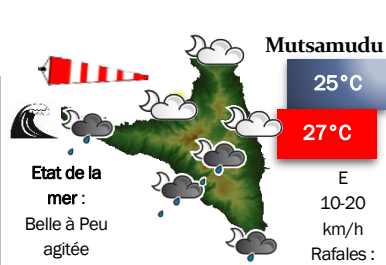 Mutsamudu
25°C
27°C
Etat de la
mer :
Belle à Peu
agitée
E
10-20
km/h
Rafales :